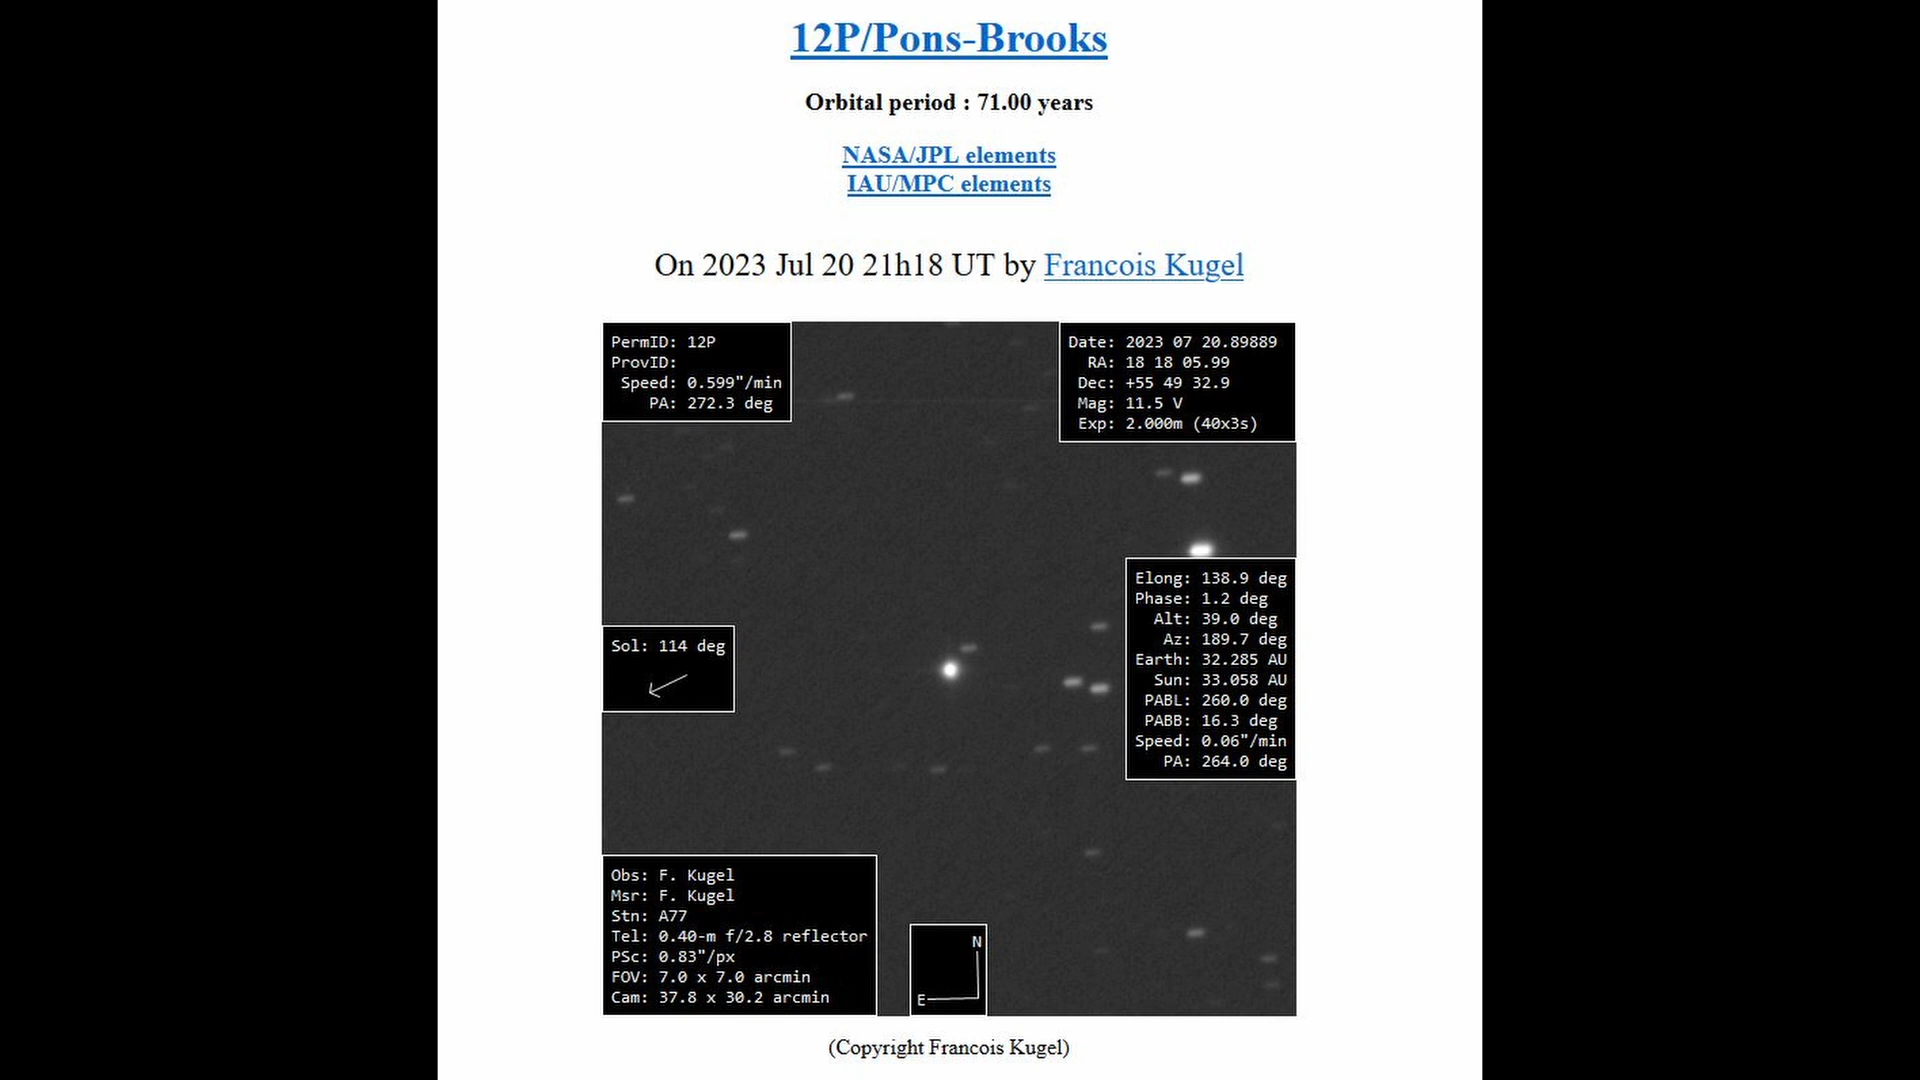 12P/Pons-Brooks
Orbital period : 71.00 years
NASA/JPL elements
IAU/MPC elements
On 2023 Jul 20 21h18 UT by Francois Kugel
PermID: 12P
ProvID:
Speed: 0.599"/min
PA: 272.3 deg
Date: 2023 07 20.89889
RA: 18 18 05.99
Dec: +55 49 32.9
Mag: 11.5 V
Exp: 2.000m (40x3s)
Elong: 138.9 deg
Phase: 1.2 deg
Alt: 39.0 deg
Az: 189.7 deg
Earth: 32.285 AU
Sun: 33.058 AU
PABL: 260.0 deg
PABB: 16.3 deg
Speed: 0.06"/min
PA: 264.0 deg
Sol: 114 deg
Obs: F. Kugel
Msr: F. Kugel
Stn: A77
Tel: 0.40-m f/2.8 reflector
PSc: 0.83"/px
FOV: 7.0 x 7.0 arcmin
Cam: 37.8 x 30.2 arcmin
N
E
(Copyright Francois Kugel)